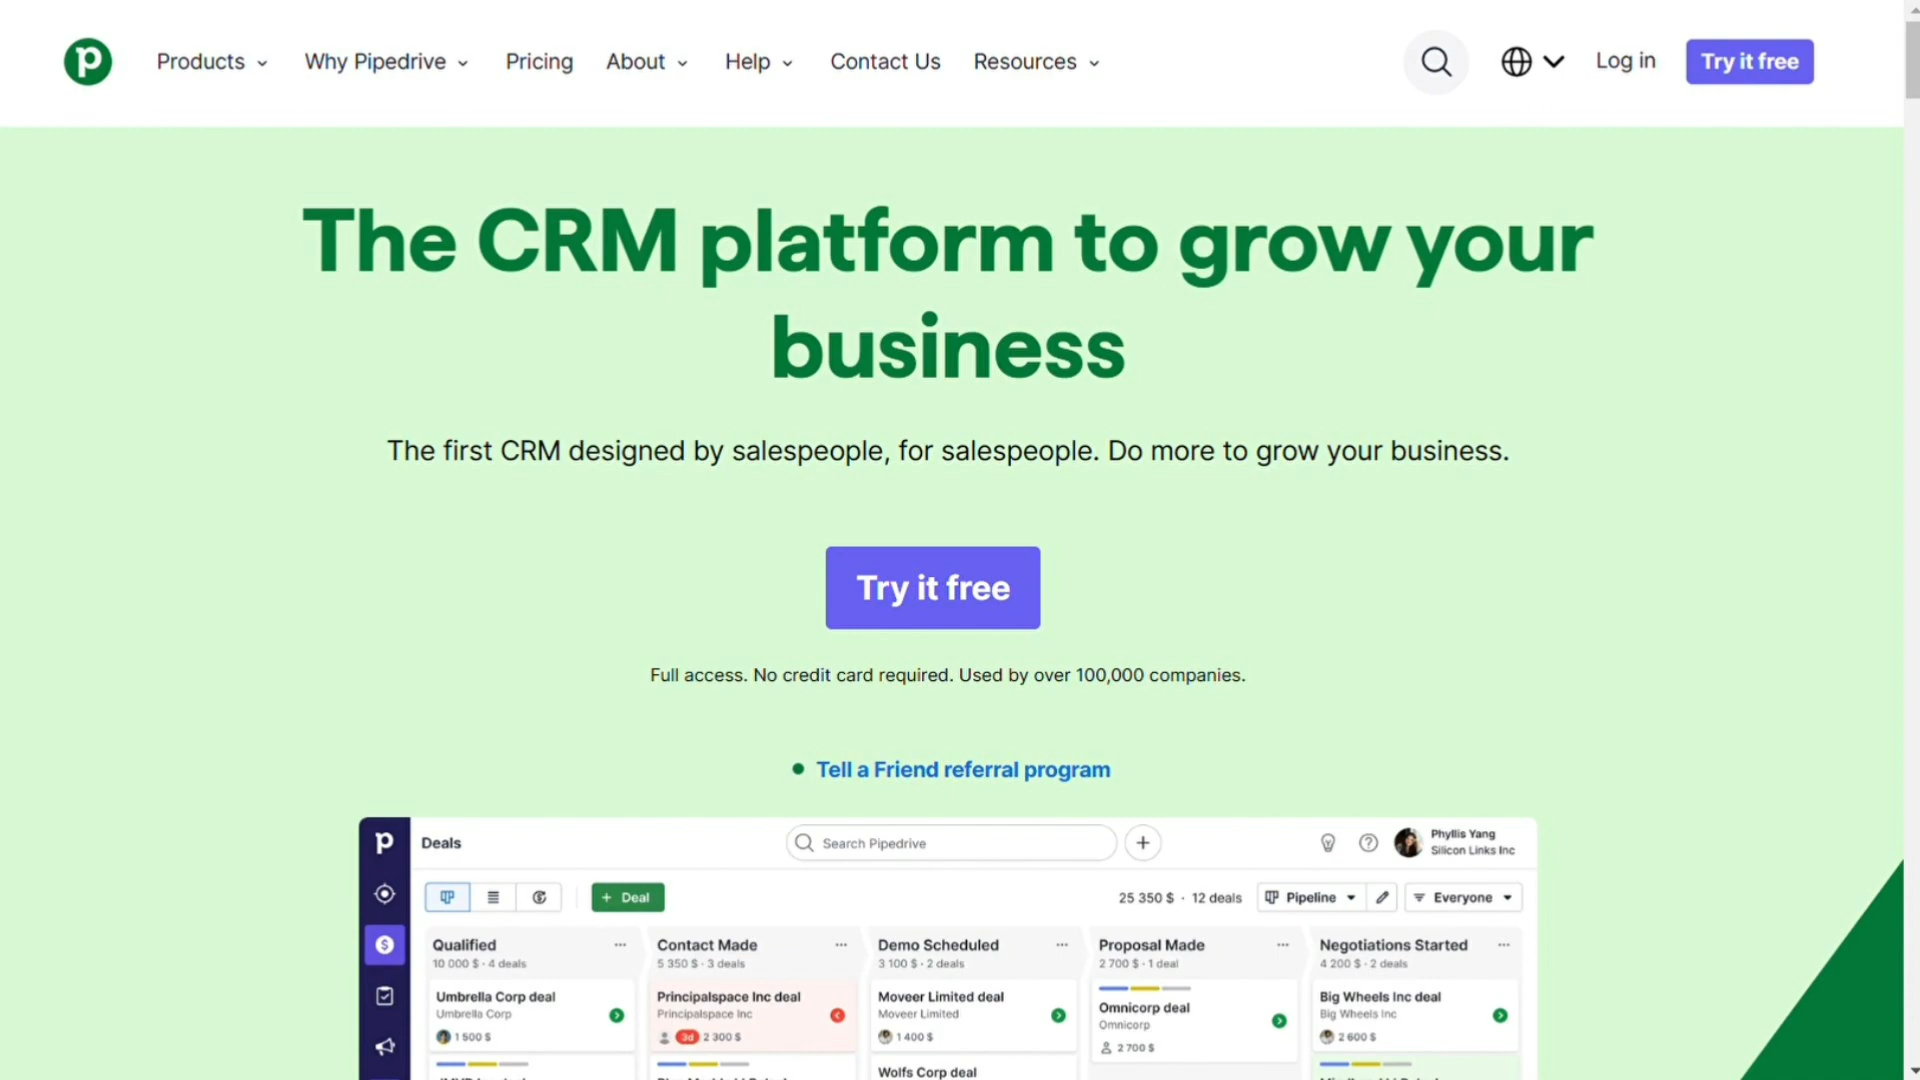 p
Products
Why Pipedrive
Pricing
About
Help
Contact Us
Resources
Log in
Try it free
The CRM platform to grow your
business
The first CRM designed by salespeople, for salespeople. Do more to grow your business.
Try it free
Full access. No credit card required. Used by over 100,000 companies.
Tell a Friend referral program
p
Deals
Search Pipedrive
Phyllis Yang
Silicon Links Inc
+ Deal
25 350 $ · 12 deals
Pipeline
Everyone
Qualified
10 000 $ · 4 deals
Contact Made
5 350 $ · 3 deals
Demo Scheduled
3 100 $ · 2 deals
Proposal Made
2 700 $ · 1 deal
Negotiations Started
4 200 $ · 2 deals
Umbrella Corp deal
Umbrella Corp
1 500 $
Principalspace Inc deal
Principalspace Inc
3d 2 300 $
Moveer Limited deal
Moveer Limited
1 400 $
Omnicorp deal
Omnicorp
2 700 $
Big Wheels Inc deal
Big Wheels Inc
2 600 $
Wolfs Corp deal